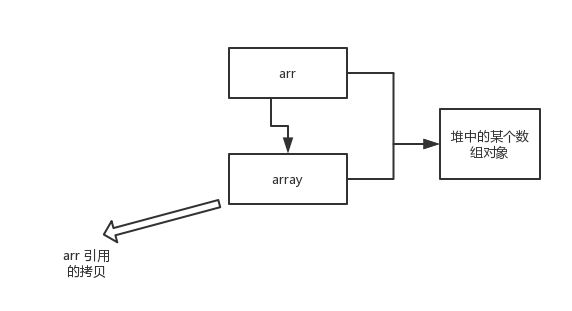 arr
堆中的某个数
组对象
array
arr 引用
的拷贝